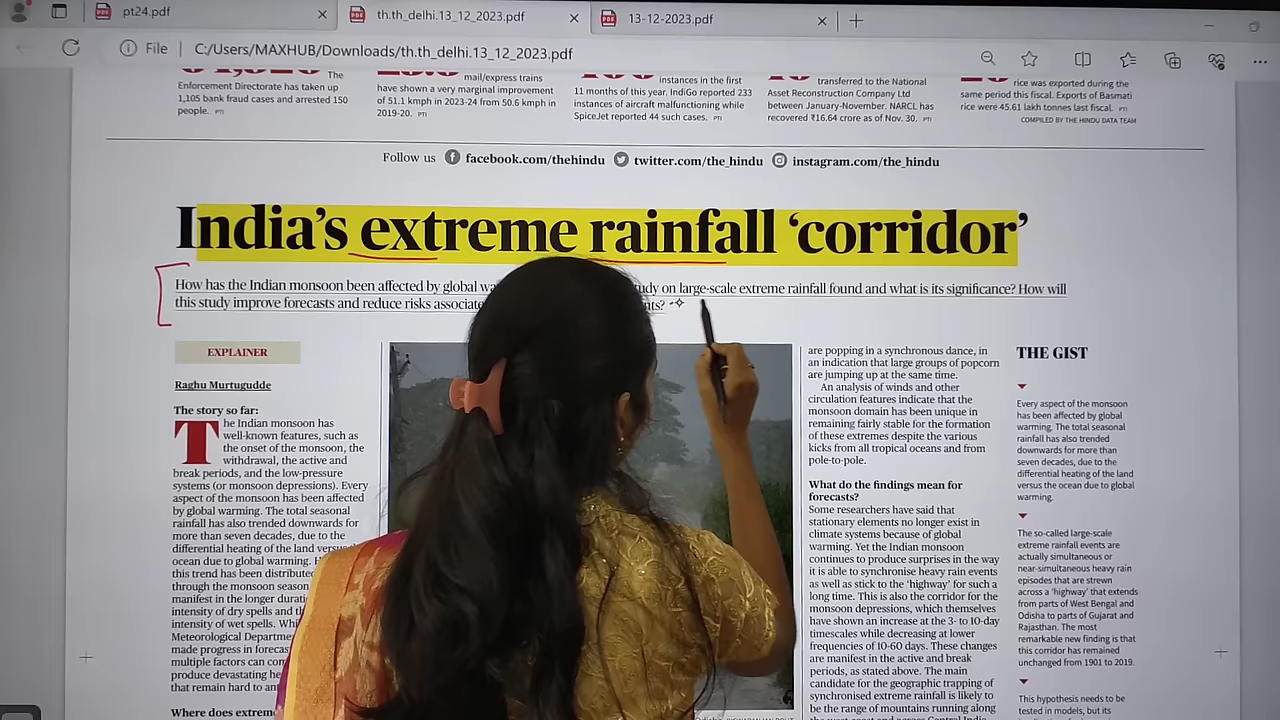 pt24.pdf
th.th_delhi.13_12_2023.pdf
13-12-2023.pdf
File
C:/Users/MAXHUB/Downloads/th.th_delhi.13_12_2023.pdf
The
Enforcement Directorate has taken up
1,105 bank fraud cases and arrested 150
people. PTI
mail/express trains
have shown a very marginal improvement
of 51.1 kmph in 2023-24 from 50.6 kmph in
2019-20. PTI
instances in the first
11 months of this year. IndiGo reported 233
instances of aircraft malfunctioning while
SpiceJet reported 44 such cases. PTI
transferred to the National
Asset Reconstruction Company Ltd
between January-November. NARCL has
recovered ₹16.64 crore as of Nov. 30. PTI
rice was exported during the
same period this fiscal. Exports of Basmati
rice were 45.61 lakh tonnes last fiscal. PTI
COMPILED BY THE HINDU DATA TEAM
Follow us facebook.com/thehindu twitter.com/the_hindu instagram.com/the_hindu
India's extreme rainfall 'corridor'
How has the Indian monsoon been affected by global on large-scale extreme rainfall found and what is its significance? How will
this study improve forecasts and reduce risks
EXPLAINER
Raghu Murtugudde
The story so far:
The Indian monsoon has
well-known features, such as
the onset of the monsoon, the
withdrawal, the active and
break periods, and the low-pressure
systems (or monsoon depressions). Every
aspect of the monsoon has been affected
by global warming. The total seasonal
rainfall has also trended downwards for
more than seven decades, due to the
differential heating of the land
ocean due to global warming.
this trend has been distributed
through the monsoon season
manifest in the longer
intensity of dry spells and
intensity of wet spells.
Meteorological
made progress in
multiple factors can
produce devastating
that remain hard to
Where does
are popping in a synchronous dance, in
an indication that large groups of popcorn
are jumping up at the same time.
An analysis of winds and other
circulation features indicate that the
monsoon domain has been unique in
remaining fairly stable for the formation
of these extremes despite the various
kicks from all tropical oceans and from
pole-to-pole.
What do the findings mean for
forecasts?
Some researchers have said that
stationary elements no longer exist in
climate systems because of global
warming. Yet the Indian monsoon
continues to produce surprises in the way
it is able to synchronise heavy rain events
as well as stick to the 'highway' for such a
long time. This is also the corridor for the
monsoon depressions, which themselves
have shown an increase at the 3- to 10-day
timescales while decreasing at lower
frequencies of 10-60 days. These changes
are manifest in the active and break
periods, as stated above. The main
candidate for the geographic trapping of
synchronised extreme rainfall is likely to
be the range of mountains running along
THE GIST
Every aspect of the monsoon
has been affected by global
warming. The total seasonal
rainfall has also trended
downwards for more than
seven decades, due to the
differential heating of the land
versus the ocean due to global
warming.
The so-called large-scale
extreme rainfall events are
actually simultaneous or
near-simultaneous heavy rain
episodes that are strewn
across a 'highway' that extends
from parts of West Bengal and
Odisha to parts of Gujarat and
Rajasthan. The most
remarkable new finding is that
this corridor has remained
unchanged from 1901 to 2019.
This hypothesis needs to be
tested in models, but its